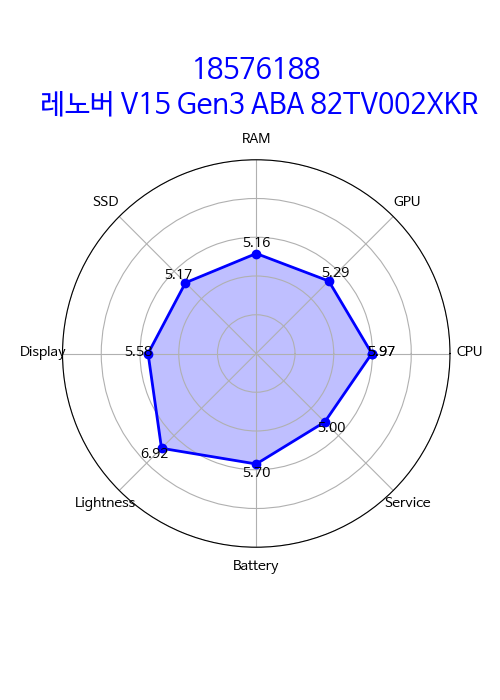 18576188
레노버 V15 Gen3 ABA 82TV002XKR
RAM
SSD
GPU
5.16
5.17
5.29
Display
5.58
5.97
CPU
6.92
5.00
5.70
Lightness
Service
Battery